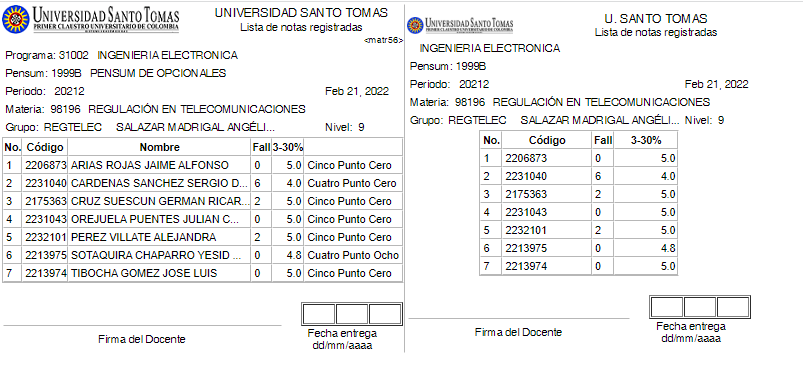 UNIVERSIDAD SANTO TOMAS
PRIMER CLAUSTRO UNIVERSITARIO DE COLOMBIA
UNIVERSIDAD SANTO TOMAS
Lista de notas registradas
<matr56>
Programa: 31002 INGENIERIA ELECTRONICA
Pensum: 1999B PENSUM DE OPCIONALES
Periodo: 20212 Feb 21, 2022
Materia: 98196 REGULACIÓN EN TELECOMUNICACIONES
Grupo: REGTELEC SALAZAR MADRIGAL ANGÉLI... Nivel: 9
No. Código Nombre Fall 3-30%
1 2206873 ARIAS ROJAS JAIME ALFONSO 0 5.0 Cinco Punto Cero
2 2231040 CARDENAS SANCHEZ SERGIO D... 6 4.0 Cuatro Punto Cero
3 2175363 CRUZ SUESCUN GERMAN RICAR... 2 5.0 Cinco Punto Cero
4 2231043 OREJUELA PUENTES JULIAN C... 0 5.0 Cinco Punto Cero
5 2232101 PEREZ VILLATE ALEJANDRA 2 5.0 Cinco Punto Cero
6 2213975 SOTAQUIRA CHAPARRO YESID ... 0 4.8 Cuatro Punto Ocho
7 2213974 TIBOCHA GOMEZ JOSE LUIS 0 5.0 Cinco Punto Cero
Firma del Docente
Fecha entrega
dd/mm/aaaa
UNIVERSIDAD SANTO TOMAS
PRIMER CLAUSTRO UNIVERSITARIO DE COLOMBIA
U. SANTO TOMAS
Lista de notas registradas
INGENIERIA ELECTRONICA
Pensum: 1999B
Periodo: 20212 Feb 21, 2022
Materia: 98196 REGULACIÓN EN TELECOMUNICACIONES
Grupo: REGTELEC SALAZAR MADRIGAL ANGÉLI... Nivel: 9
No. Código Fall 3-30%
1 2206873 0 5.0
2 2231040 6 4.0
3 2175363 2 5.0
4 2231043 0 5.0
5 2232101 2 5.0
6 2213975 0 4.8
7 2213974 0 5.0
Firma del Docente
Fecha entrega
dd/mm/aaaa